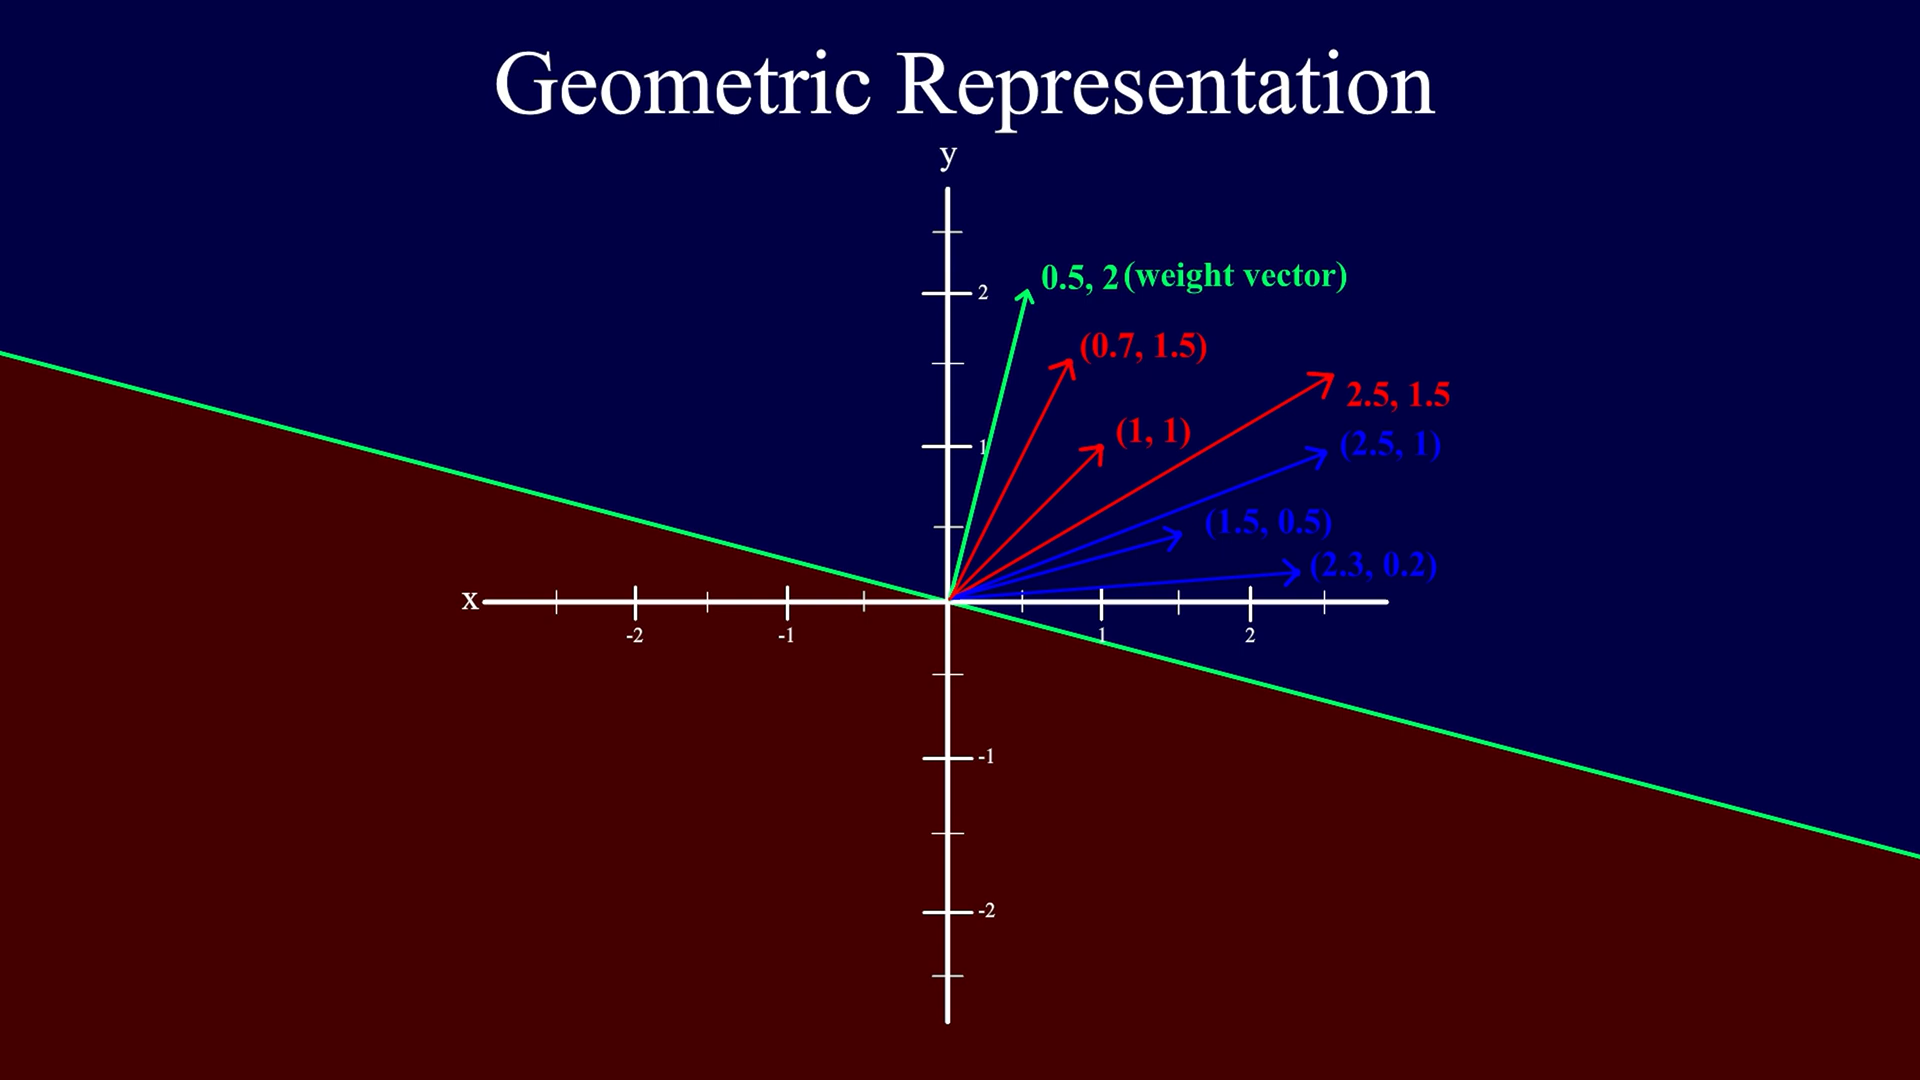 Geometric Representation
y
0.5, 2 (weight vector)
2
(0.7, 1.5)
2.5, 1.5
(1, 1)
(2.5, 1)
1
(1.5, 0.5)
(2.3, 0.2)
x
-2 -1 1 2
-1
-2